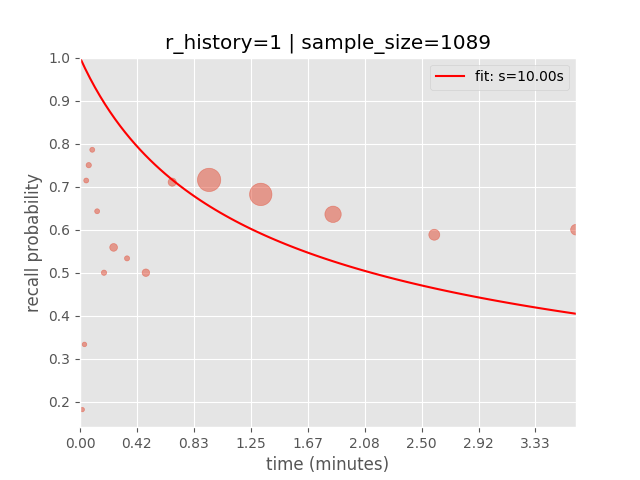 r_history=1 | sample_size=1089
fit: s=10.00s
recall probability
1.0
0.9
0.8
0.7
0.6
0.5
0.4
0.3
0.2
0.00 0.42 0.83 1.25 1.67 2.08 2.50 2.92 3.33
time (minutes)